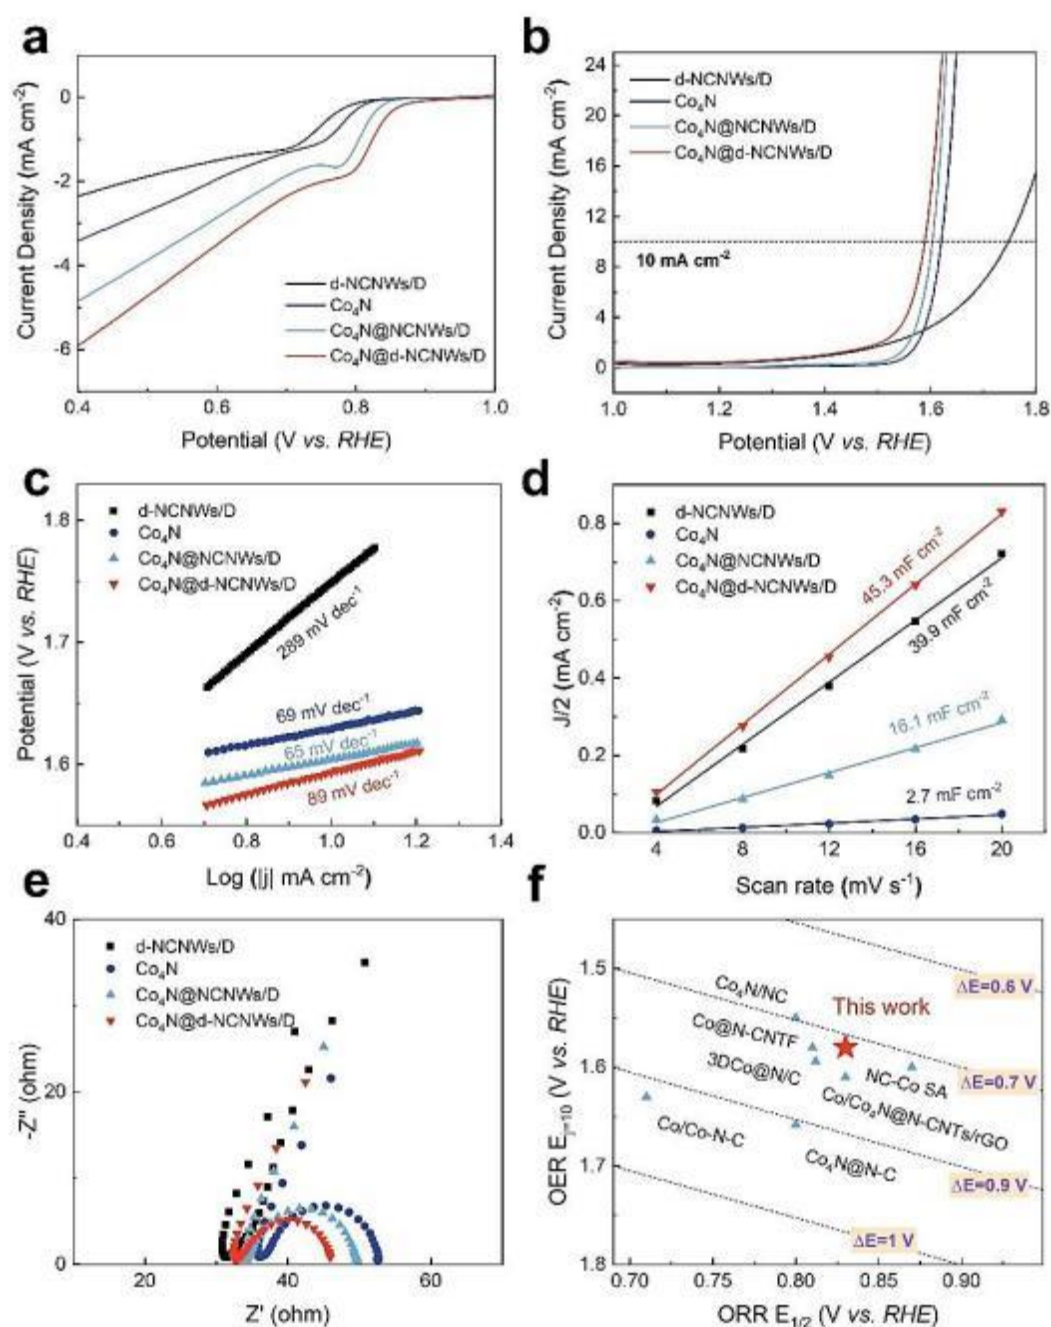 a
Current Density (mA cm⁻²)
0
-2
-4
-6
d-NCNWs/D
Co₄N
Co₄N@NCNWs/D
Co₄N@d-NCNWs/D
0.4 0.6 0.8 1.0
Potential (V vs. RHE)
b
Current Density (mA cm⁻²)
24
20
16
12
8
4
0
d-NCNWs/D
Co₄N
Co₄N@NCNWs/D
Co₄N@d-NCNWs/D
10 mA cm⁻²
1.0 1.2 1.4 1.6 1.8
Potential (V vs. RHE)
c
Potential (V vs. RHE)
1.8
1.7
1.6
d-NCNWs/D
Co₄N
Co₄N@NCNWs/D
Co₄N@d-NCNWs/D
289 mV dec⁻¹
69 mV dec⁻¹
65 mV dec⁻¹
89 mV dec⁻¹
0.4 0.6 0.8 1.0 1.2 1.4
Log (|j| mA cm⁻²)
d
J/2 (mA cm⁻²)
0.8
0.6
0.4
0.2
0.0
d-NCNWs/D
Co₄N
Co₄N@NCNWs/D
Co₄N@d-NCNWs/D
45.3 mF cm⁻²
39.9 mF cm⁻²
16.1 mF cm⁻²
2.7 mF cm⁻²
4 8 12 16 20
Scan rate (mV s⁻¹)
e
-Z" (ohm)
40
20
0
d-NCNWs/D
Co₄N
Co₄N@NCNWs/D
Co₄N@d-NCNWs/D
20 40 60
Z' (ohm)
f
OER Eⱼ₌₁₀ (V vs. RHE)
1.5
1.6
1.7
1.8
ΔE=0.6 V
Co₄N/NC
This work
Co@N-CNTF
ΔE=0.7 V
3DCo@N/C
NC-Co SA
Co/Co₄N@N-CNTs/rGO
Co/Co-N-C
Co₄N@N-C
ΔE=0.9 V
ΔE=1 V
0.70 0.75 0.80 0.85 0.90
ORR E₁/₂ (V vs. RHE)